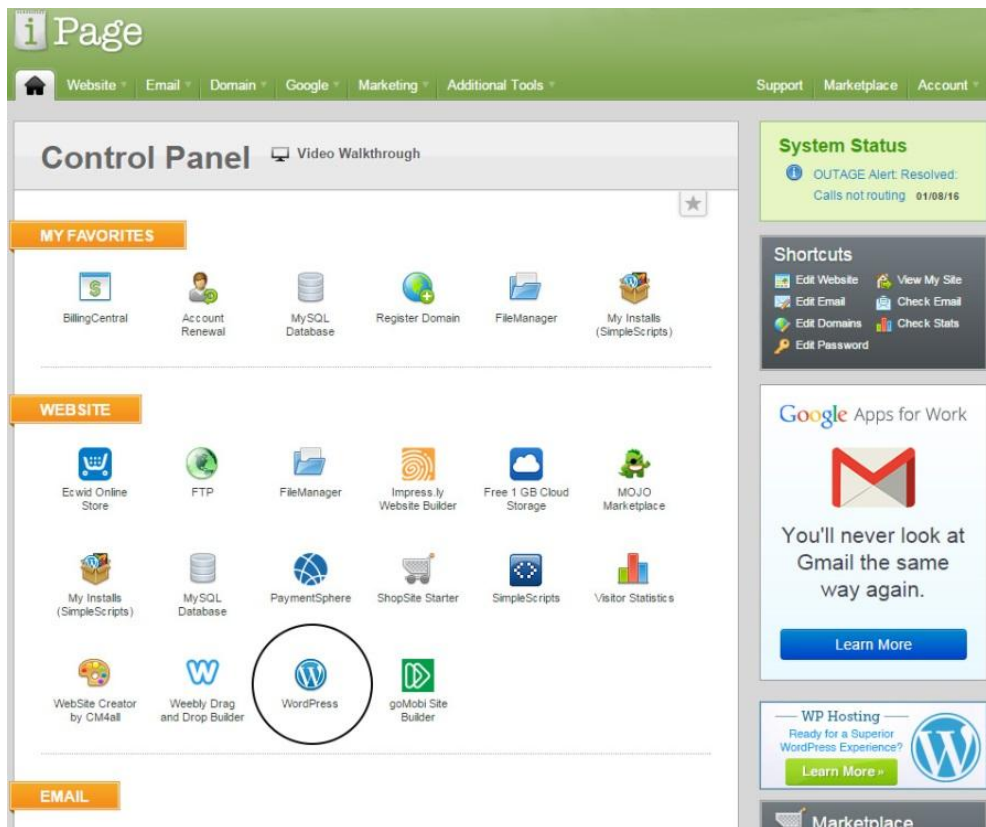 i Page
Website Email Domain Google Marketing Additional Tools Support Marketplace Account
Control Panel Video Walkthrough
System Status
OUTAGE Alert: Resolved:
Calls not routing 01/08/16
MY FAVORITES
BillingCentral
Account
Renewal
MySQL
Database
Register Domain
FileManager
My Installs
(SimpleScripts)
Shortcuts
Edit Website View My Site
Edit Email Check Email
Edit Domains Check Stats
Edit Password
WEBSITE
Ecwid Online
Store
FTP
FileManager
Impress.ly
Website Builder
Free 1 GB Cloud
Storage
MOJO
Marketplace
My Installs
(SimpleScripts)
MySQL
Database
PaymentSphere
ShopSite Starter
SimpleScripts
Visitor Statistics
WebSite Creator
by CM4all
Weebly Drag
and Drop Builder
WordPress
goMobi Site
Builder
Google Apps for Work
You'll never look at
Gmail the same
way again.
Learn More
WP Hosting
Ready for a Superior
WordPress Experience?
Learn More »
EMAIL
Marketplace